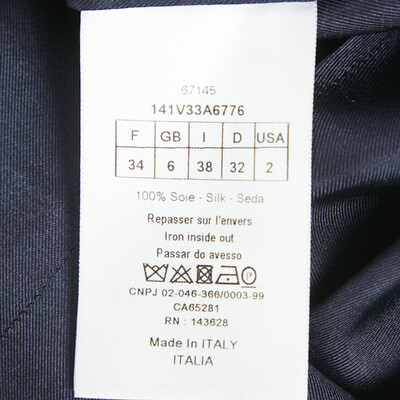 67145
141V33A6776
F GB I D USA
34 6 38 32 2
100% Soie - Silk - Seda
Repasser sur l'envers
Iron inside out
Passar do avesso
CNPJ 02-046-366/0003-99
CA65281
RN : 143628
Made In ITALY
ITALIA